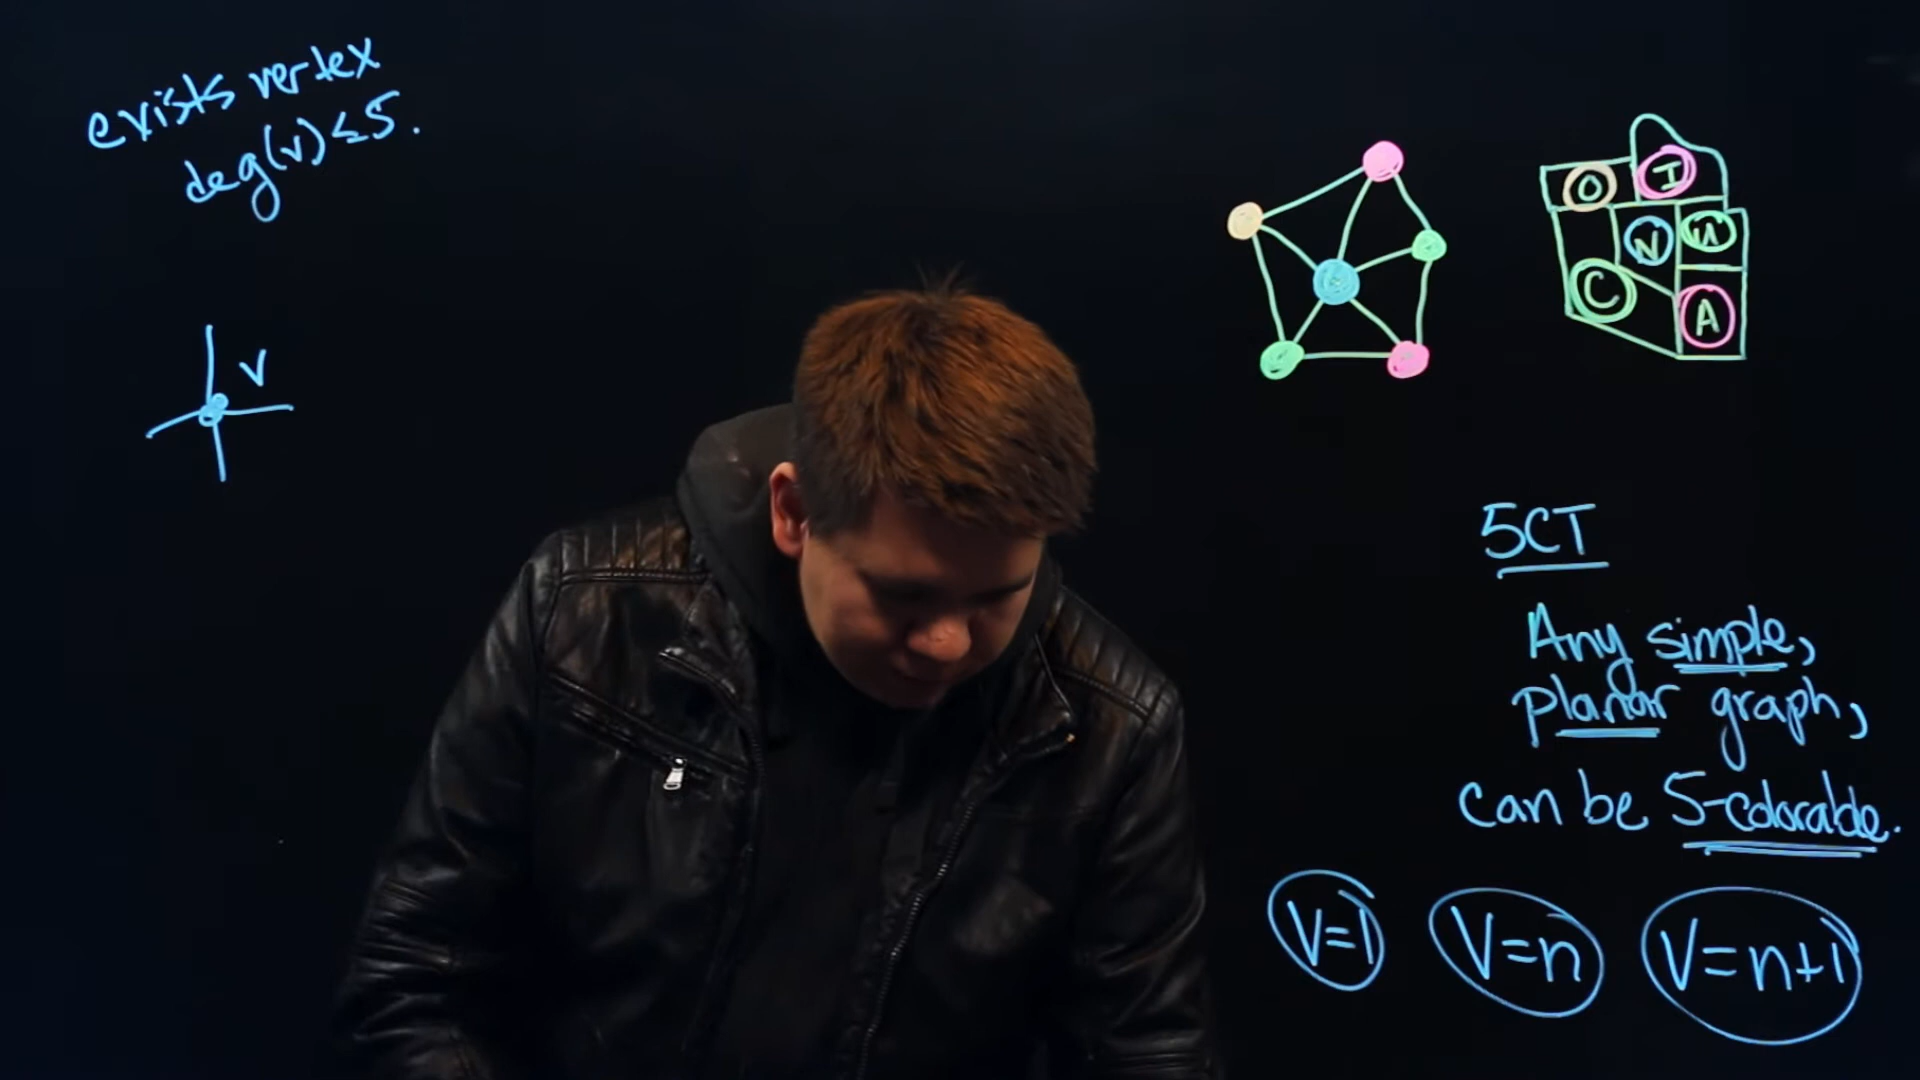 exists vertex
deg(v) ≤ 5.
V
O
I
N
U
C
A
5CT
Any simple,
planar graph,
can be 5-colorable.
V=1
V=n
V=n+1